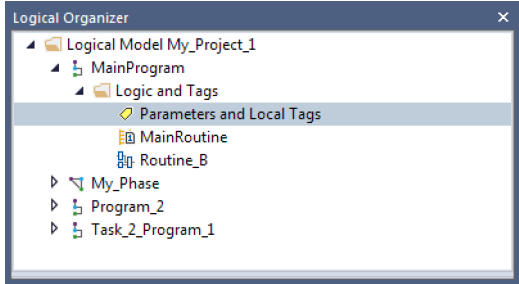 Logical Organizer
Logical Model My_Project_1
MainProgram
Logic and Tags
Parameters and Local Tags
MainRoutine
Routine_B
My_Phase
Program_2
Task_2_Program_1